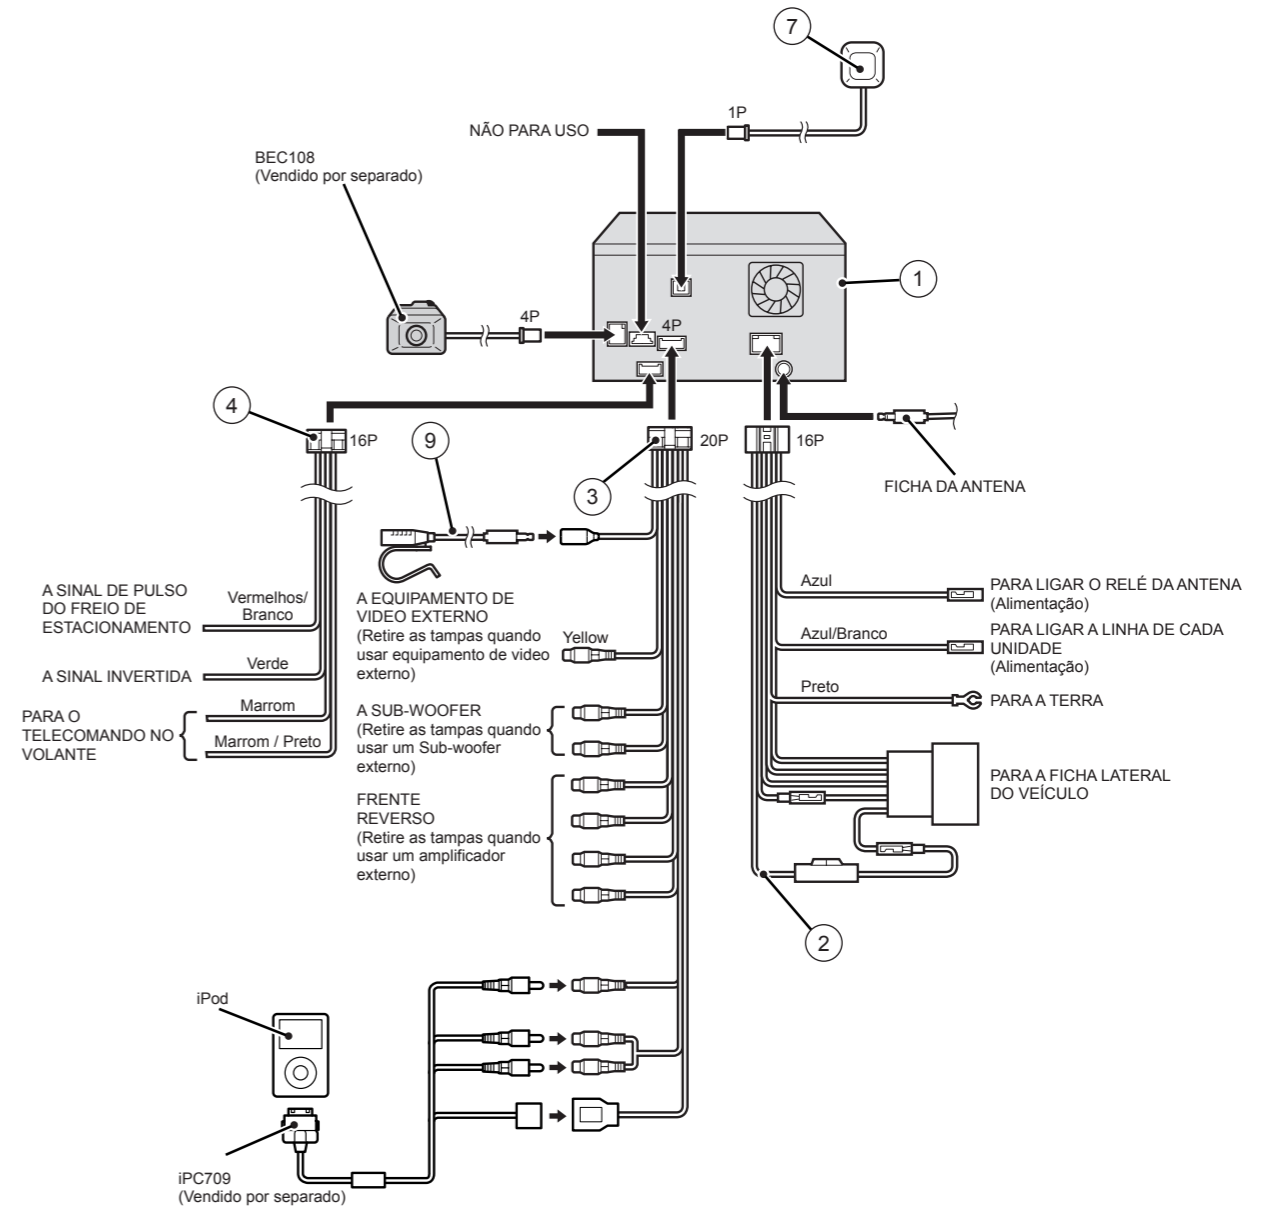 7
1P
NÃO PARA USO
BEC108
(Vendido por separado)
1
4P
4P
4
16P
9
3
20P
16P
FICHA DA ANTENA
A SINAL DE PULSO
DO FREIO DE
ESTACIONAMENTO
Vermelhos/
Branco
A SINAL INVERTIDA
Verde
PARA O
TELECOMANDO NO
VOLANTE
Marrom
Marrom / Preto
A EQUIPAMENTO DE
VIDEO EXTERNO
(Retire as tampas quando
usar equipamento de video
externo)
Yellow
A SUB-WOOFER
(Retire as tampas quando
usar um Sub-woofer
externo)
FRENTE
REVERSO
(Retire as tampas quando
usar um amplificador
externo)
Azul
PARA LIGAR O RELÉ DA ANTENA
(Alimentação)
Azul/Branco
PARA LIGAR A LINHA DE CADA
UNIDADE
(Alimentação)
Preto
PARA A TERRA
PARA A FICHA LATERAL
DO VEÍCULO
2
iPod
iPC709
(Vendido por separado)